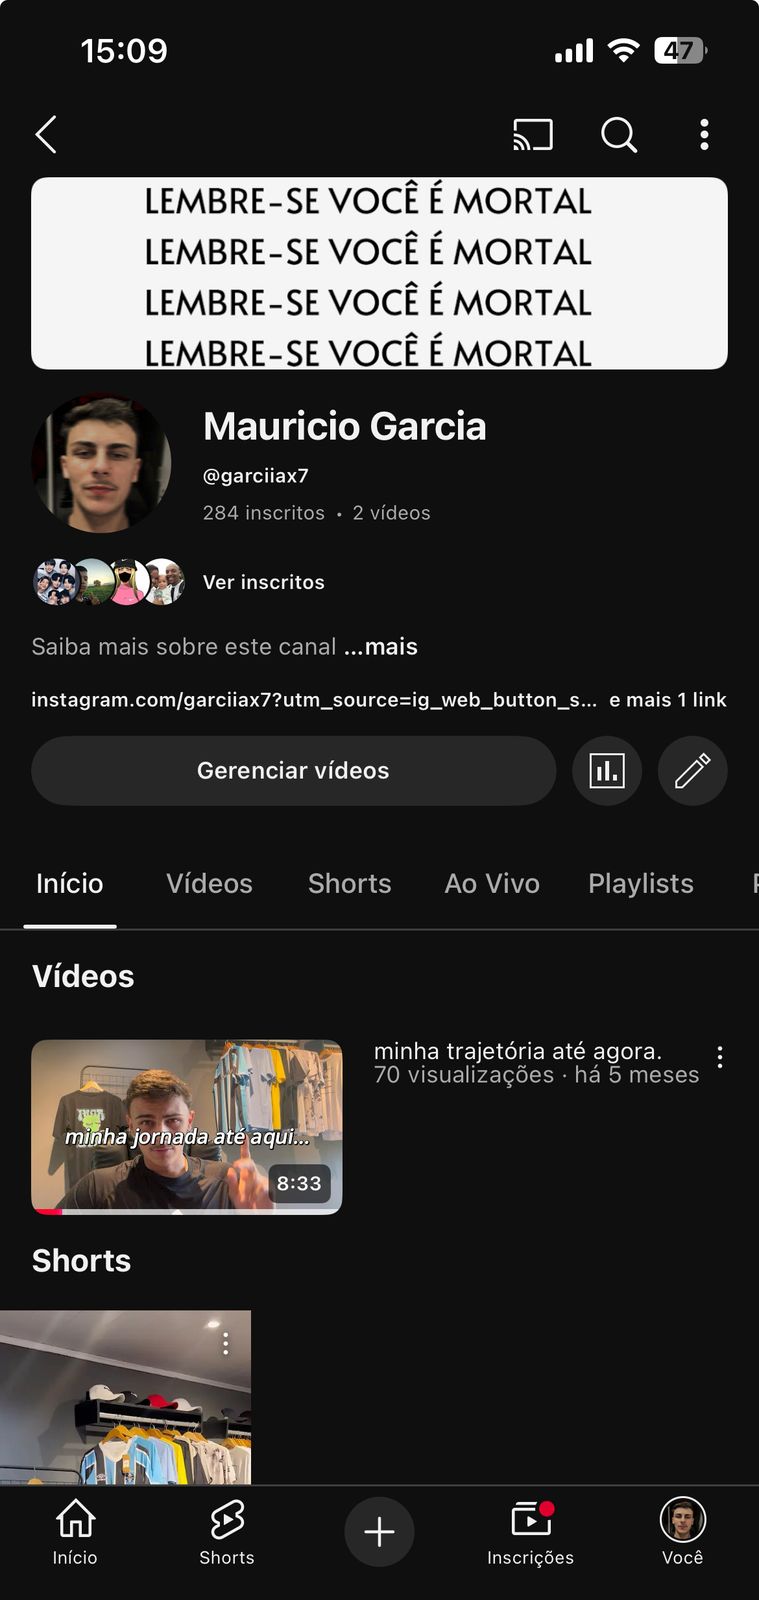 15:09
47
LEMBRE-SE VOCÊ É MORTAL
LEMBRE-SE VOCÊ É MORTAL
LEMBRE-SE VOCÊ É MORTAL
LEMBRE-SE VOCÊ É MORTAL
Mauricio Garcia
@garciiax7
284 inscritos • 2 vídeos
Ver inscritos
Saiba mais sobre este canal ...mais
instagram.com/garciiax7?utm_source=ig_web_button_s... e mais 1 link
Gerenciar vídeos
Início Vídeos Shorts Ao Vivo Playlists
Vídeos
minha jornada até aqui...
8:33
minha trajetória até agora.
70 visualizações · há 5 meses
Shorts
Início Shorts Inscrições Você